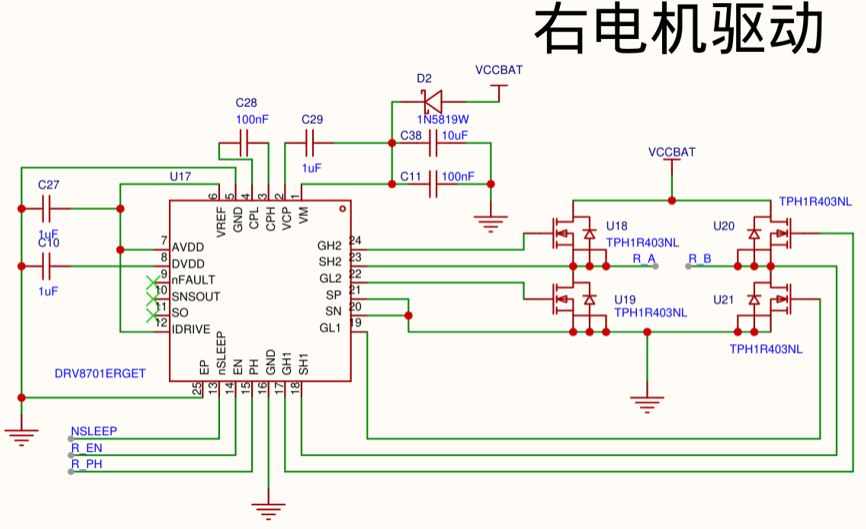 右电机驱动
D2
VCCBAT
1N5819W
C28
100nF
C29
1uF
C38
10uF
C11
100nF
C27
1uF
C10
1uF
U17
6
5
4
3
2
1
VREF
GND
CPL
CPH
VCP
VM
7
AVDD
8
DVDD
9
nFAULT
10
SNSOUT
11
SO
12
IDRIVE
GH2
24
SH2
23
GL2
22
SP
21
SN
20
GL1
19
EP
nSLEEP
EN
PH
GND
GH1
SH1
25
13
14
15
16
17
18
DRV8701ERGET
NSLEEP
R_EN
R_PH
VCCBAT
U18
TPH1R403NL
R_A
U20
TPH1R403NL
R_B
U19
TPH1R403NL
U21
TPH1R403NL